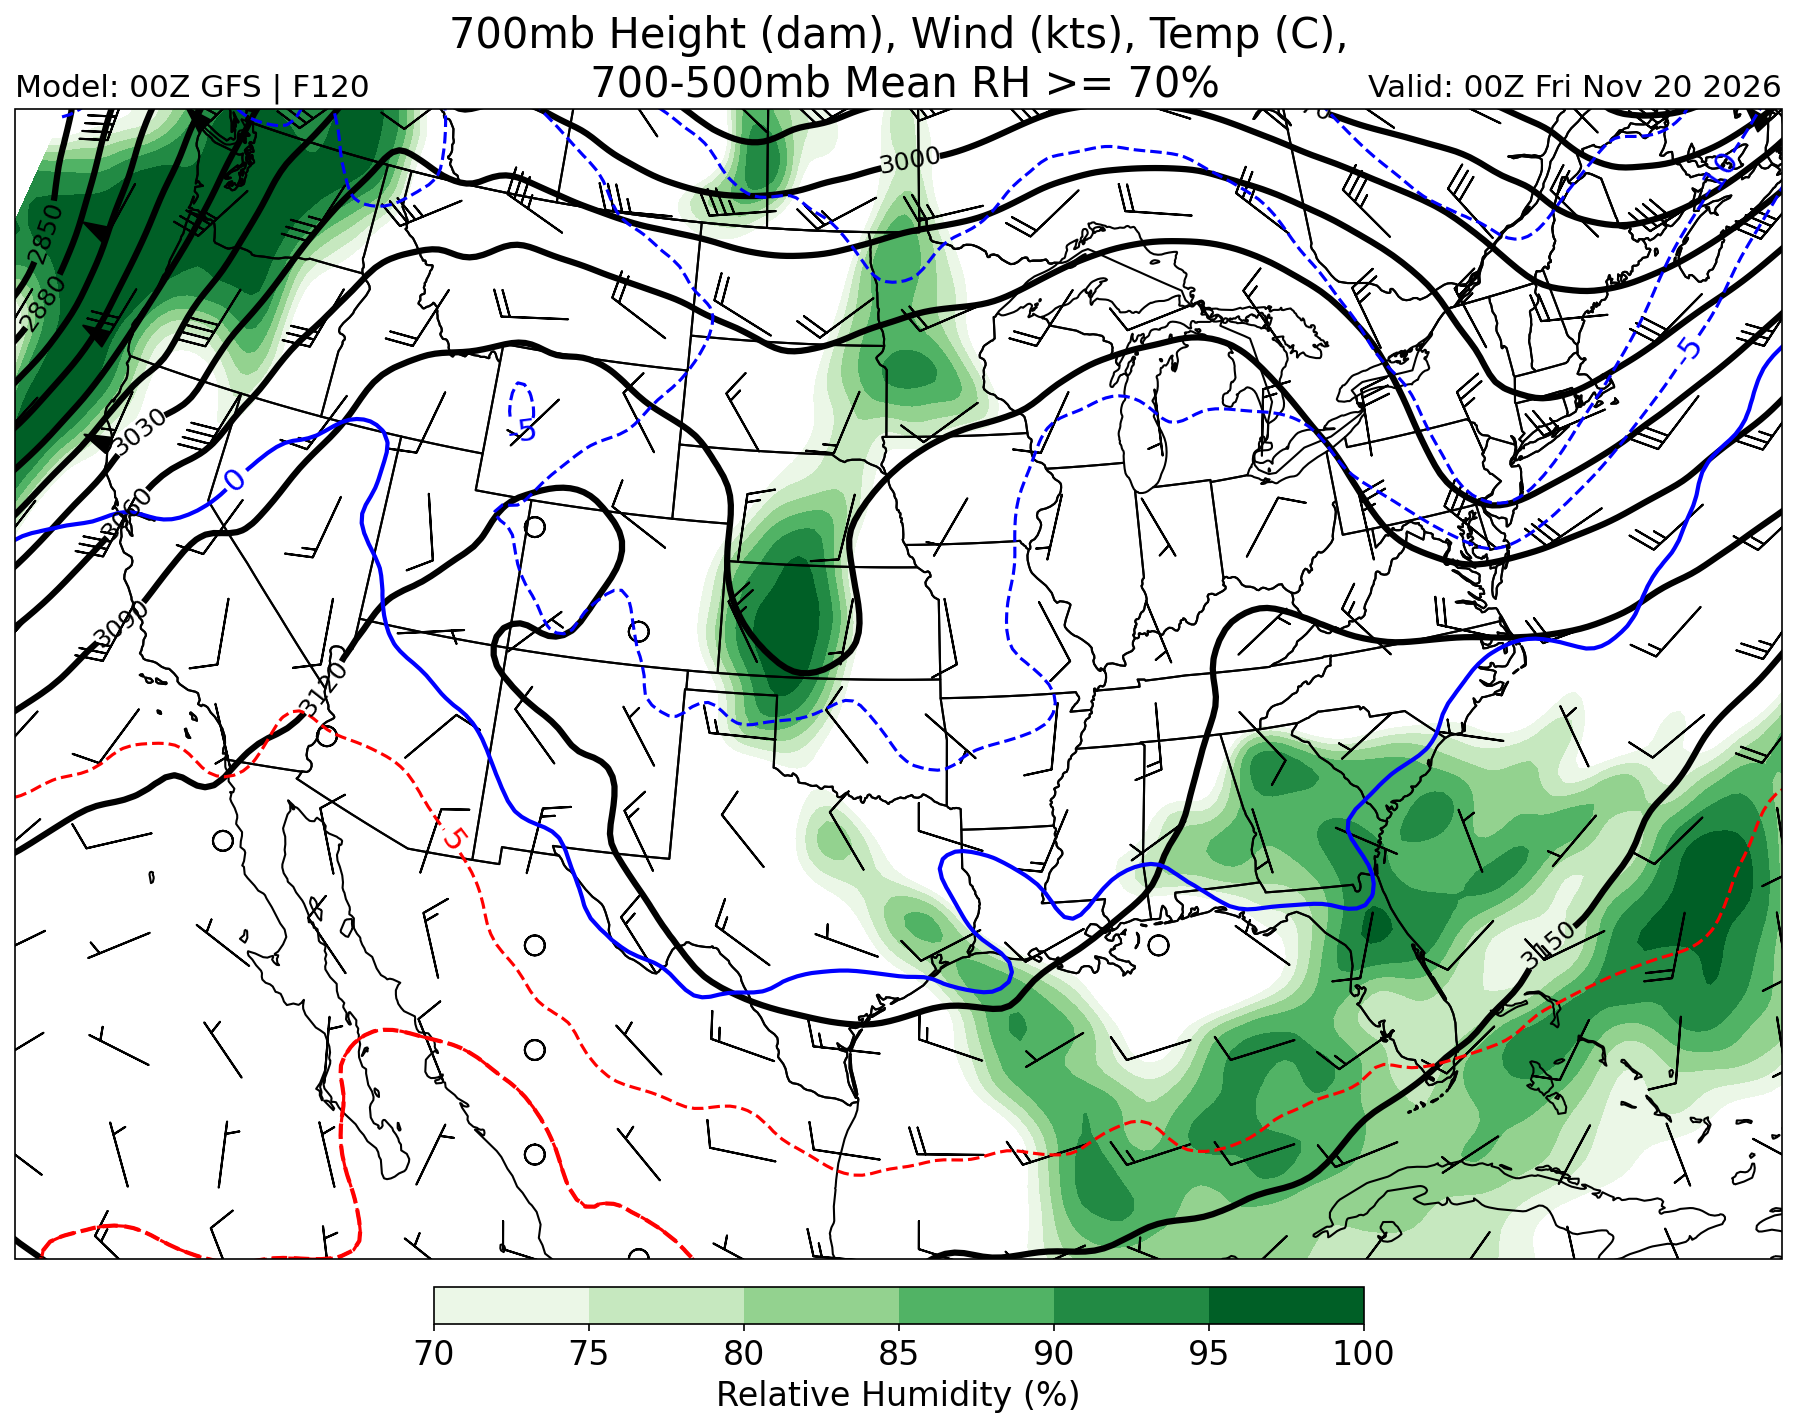 700mb Height (dam), Wind (kts), Temp (C),
Model: 00Z GFS | F120
700-500mb Mean RH >= 70%
Valid: 00Z Fri Nov 20 2026
3000
-10
2850
2880
-5
3030
-5
0
3060
3090
3120
5
3150
70 75 80 85 90 95 100
Relative Humidity (%)